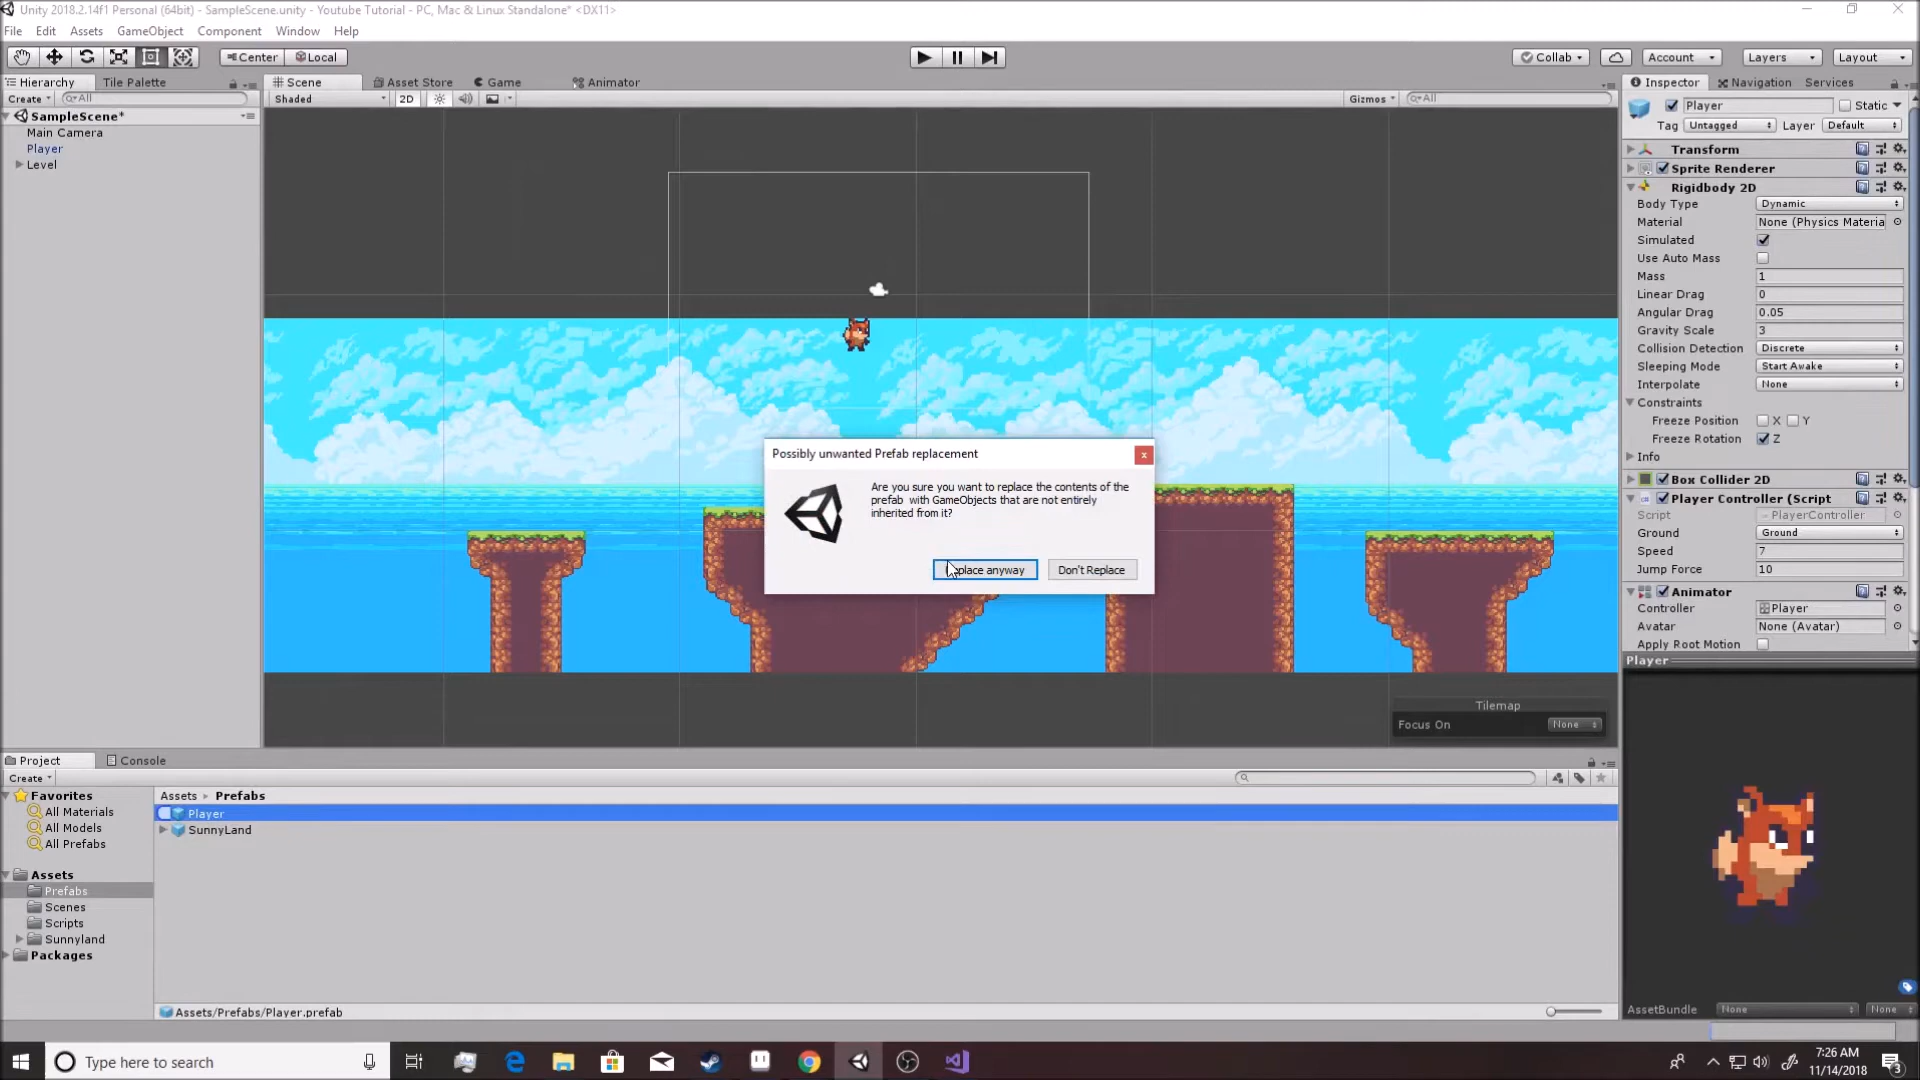 Unity 2018.2.14f1 Personal (64bit) - SampleScene.unity - Youtube Tutorial - PC, Mac & Linux Standalone* <DX11>
File Edit Assets GameObject Component Window Help
Center Local Collab Account Layers Layout
Hierarchy Tile Palette Scene Asset Store Game Animator Inspector Navigation Services
Create All Shaded 2D Gizmos All
Player Static
SampleScene*
Tag Untagged Layer Default
Main Camera
Player
Level
Transform
Sprite Renderer
Rigidbody 2D
Body Type Dynamic
Material None (Physics Materia
Simulated
Use Auto Mass
Mass 1
Linear Drag 0
Angular Drag 0.05
Gravity Scale 3
Collision Detection Discrete
Sleeping Mode Start Awake
Interpolate None
Constraints
Freeze Position X Y
Freeze Rotation Z
Info
Possibly unwanted Prefab replacement
Are you sure you want to replace the contents of the
prefab with GameObjects that are not entirely
inherited from it?
anyway Don't Replace
Box Collider 2D
Player Controller (Script
Script PlayerController
Ground Ground
Speed 7
Jump Force 10
Animator
Controller Player
Avatar None (Avatar)
Apply Root Motion
Player
Tilemap
Focus On None
Project Console
Create
Favorites
All Materials
All Models
All Prefabs
Assets
Prefabs
Scenes
Scripts
Sunnyland
Packages
Assets Prefabs
Player
SunnyLand
Assets/Prefabs/Player.prefab
AssetBundle None None
Type here to search
7:26 AM
11/14/2018
3